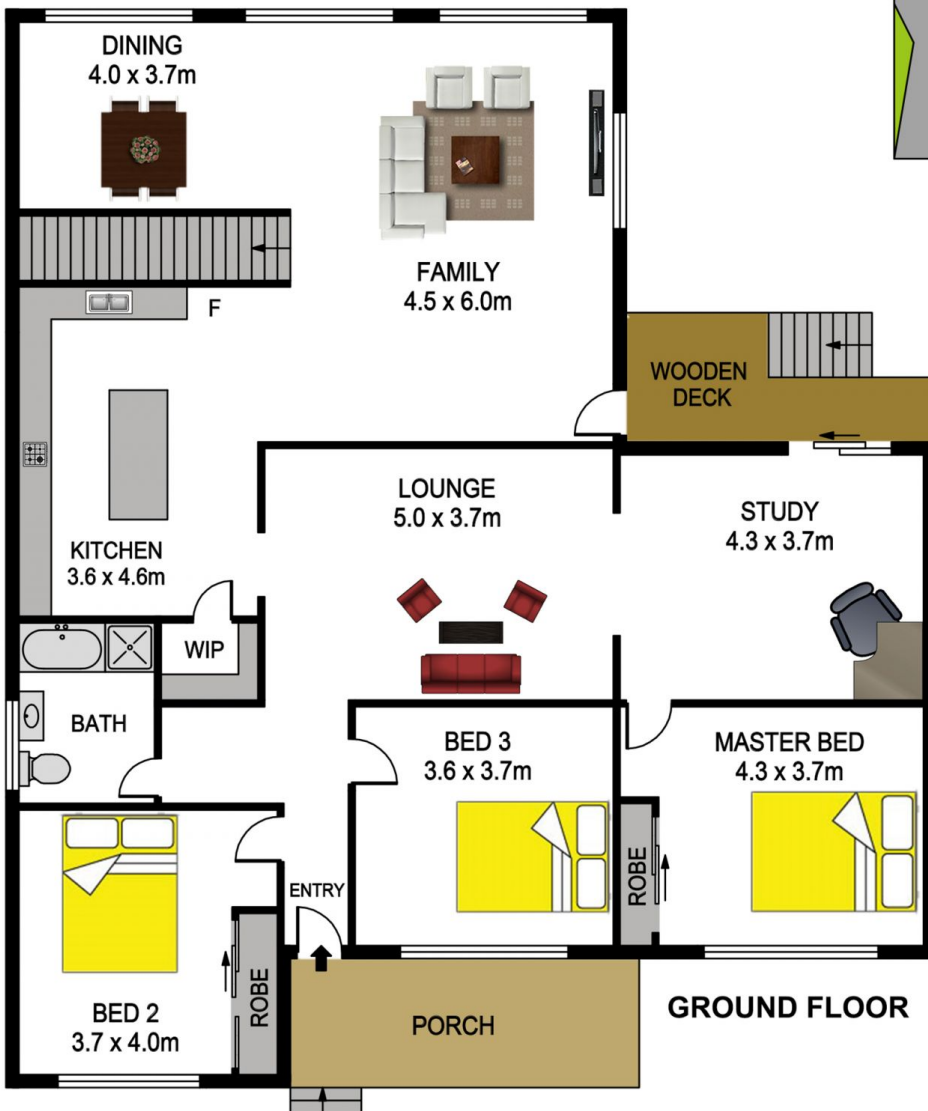 DINING
4.0 x 3.7m
FAMILY
4.5 x 6.0m
F
WOODEN
DECK
LOUNGE
5.0 x 3.7m
STUDY
4.3 x 3.7m
KITCHEN
3.6 x 4.6m
WIP
BATH
BED 3
3.6 x 3.7m
MASTER BED
4.3 x 3.7m
ROBE
ENTRY
BED 2
3.7 x 4.0m
ROBE
PORCH
GROUND FLOOR